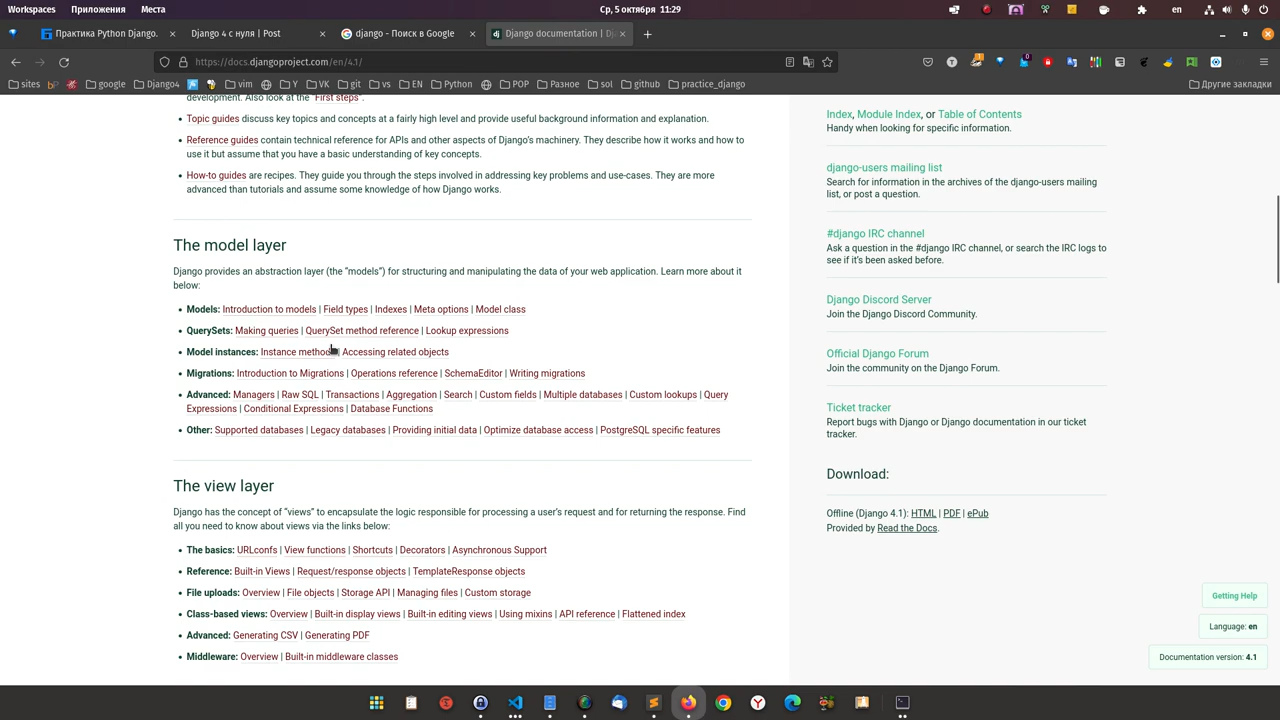 Workspaces Приложения Места Ср, 5 октября 11:29 en
Практика Python Django. Django 4 с нуля | Post django - Поиск в Google Django documentation | Dj
https://docs.djangoproject.com/en/4.1/
sites bs google Django4 vim Y VK git vs EN Python POP Разное sol github practice_django Другие закладки
development. Also look at the "First steps".
Topic guides discuss key topics and concepts at a fairly high level and provide useful background information and explanation.
Reference guides contain technical reference for APIs and other aspects of Django's machinery. They describe how it works and how to
use it but assume that you have a basic understanding of key concepts.
How-to guides are recipes. They guide you through the steps involved in addressing key problems and use-cases. They are more
advanced than tutorials and assume some knowledge of how Django works.
The model layer
Django provides an abstraction layer (the “models”) for structuring and manipulating the data of your web application. Learn more about it
below:
Models: Introduction to models | Field types | Indexes | Meta options | Model class
QuerySets: Making queries | QuerySet method reference | Lookup expressions
Model instances: Instance methods | Accessing related objects
Migrations: Introduction to Migrations | Operations reference | SchemaEditor | Writing migrations
Advanced: Managers | Raw SQL | Transactions | Aggregation | Search | Custom fields | Multiple databases | Custom lookups | Query
Expressions | Conditional Expressions | Database Functions
Other: Supported databases | Legacy databases | Providing initial data | Optimize database access | PostgreSQL specific features
The view layer
Django has the concept of “views” to encapsulate the logic responsible for processing a user's request and for returning the response. Find
all you need to know about views via the links below:
The basics: URLconfs | View functions | Shortcuts | Decorators | Asynchronous Support
Reference: Built-in Views | Request/response objects | TemplateResponse objects
File uploads: Overview | File objects | Storage API | Managing files | Custom storage
Class-based views: Overview | Built-in display views | Built-in editing views | Using mixins | API reference | Flattened index
Advanced: Generating CSV | Generating PDF
Middleware: Overview | Built-in middleware classes
Index, Module Index, or Table of Contents
Handy when looking for specific information.
django-users mailing list
Search for information in the archives of the django-users mailing
list, or post a question.
#django IRC channel
Ask a question in the #django IRC channel, or search the IRC logs to
see if it's been asked before.
Django Discord Server
Join the Django Discord Community.
Official Django Forum
Join the community on the Django Forum.
Ticket tracker
Report bugs with Django or Django documentation in our ticket
tracker.
Download:
Offline (Django 4.1): HTML | PDF | ePub
Provided by Read the Docs.
Getting Help
Language: en
Documentation version: 4.1